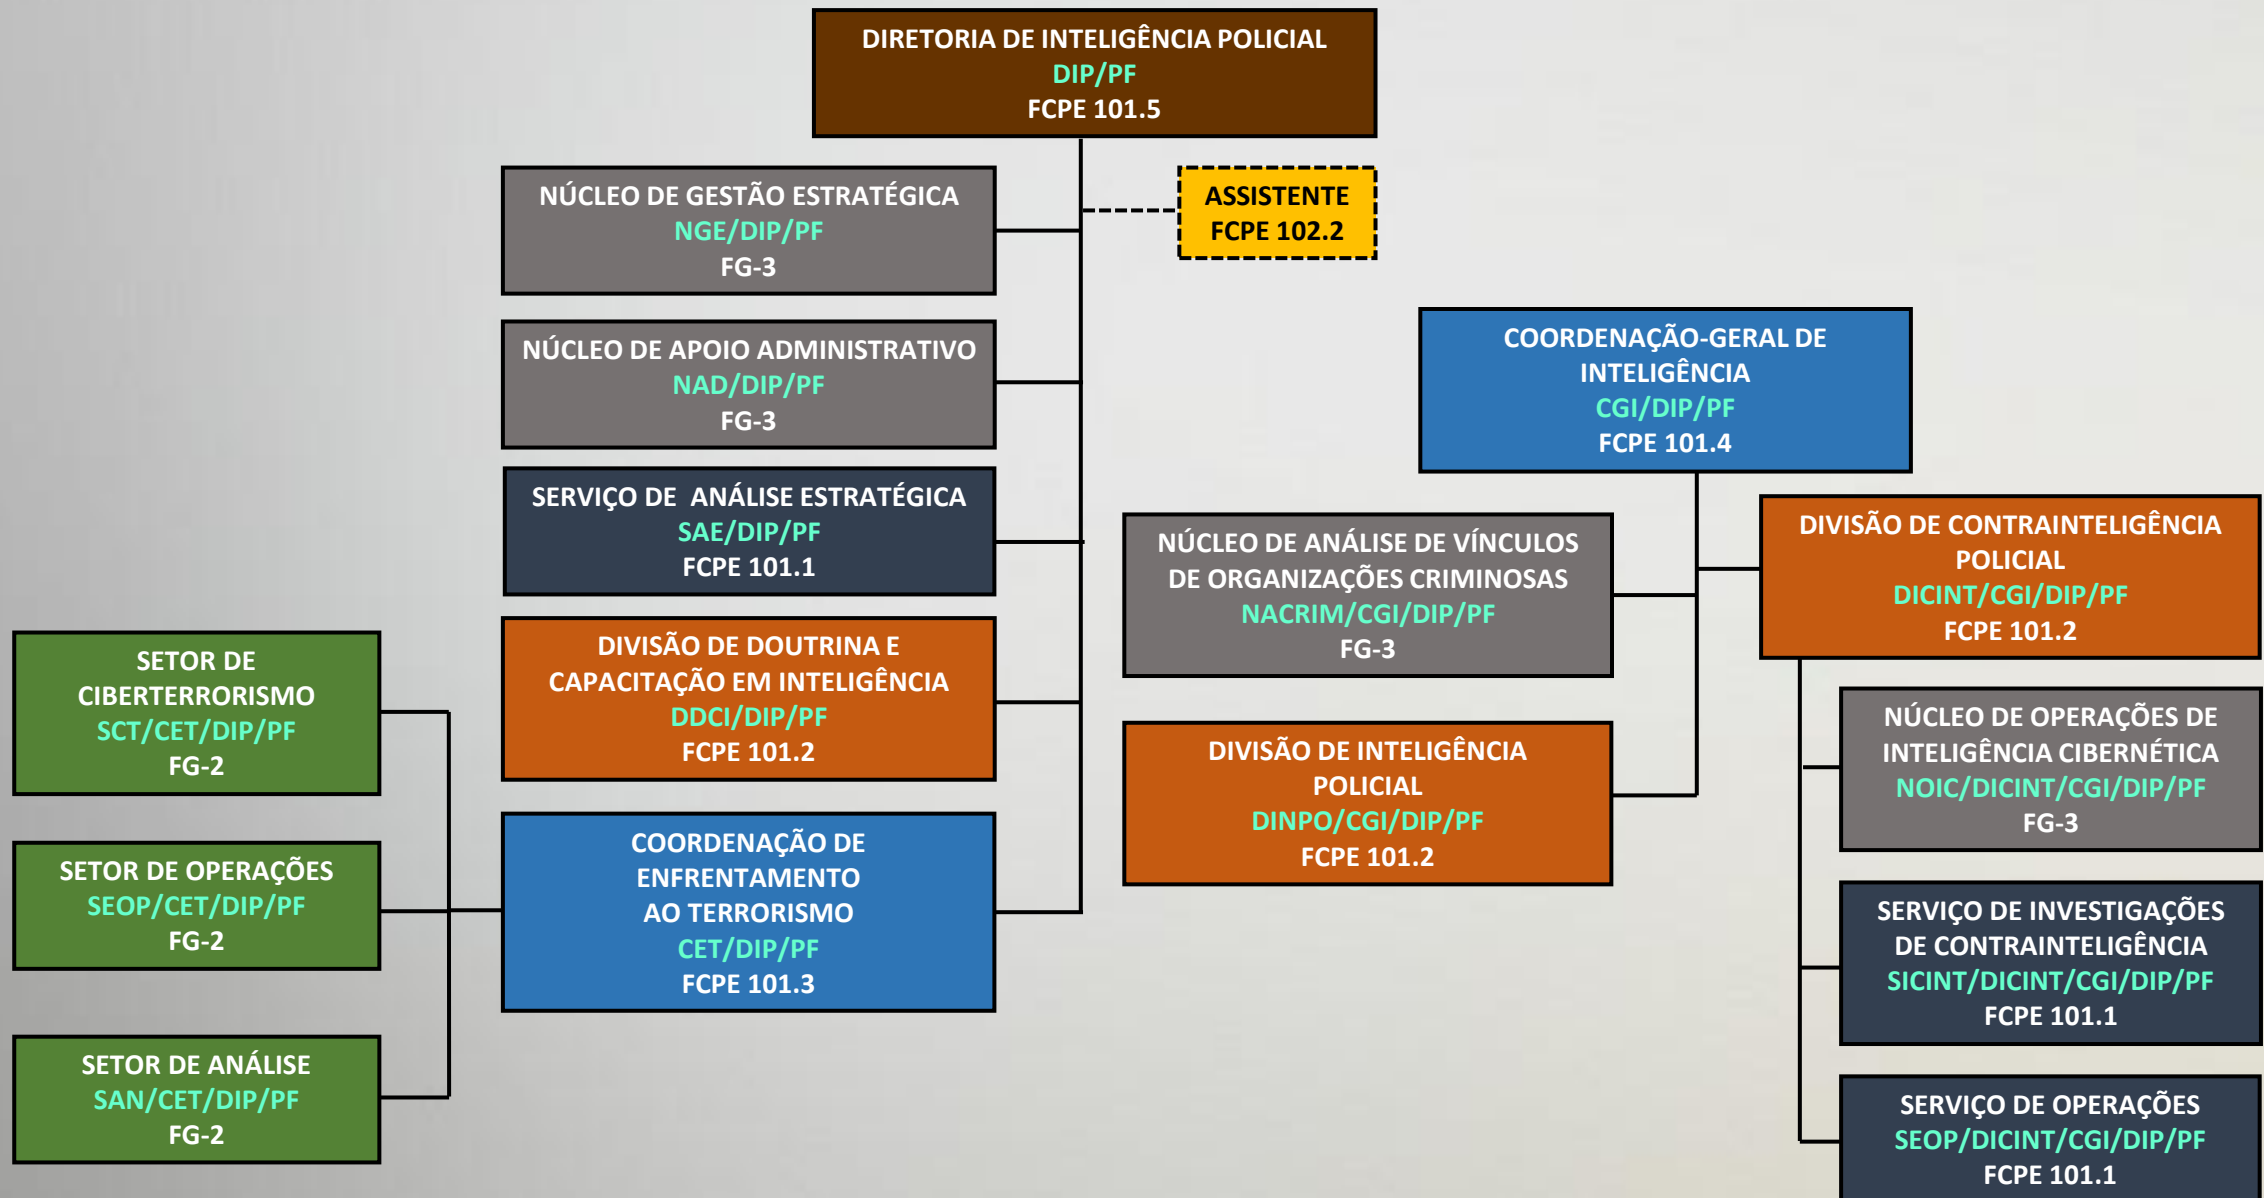 DIRETORIA DE INTELIGÊNCIA POLICIAL
DIP/PF
FCPE 101.5
NÚCLEO DE GESTÃO ESTRATÉGICA
NGE/DIP/PF
FG-3
ASSISTENTE
FCPE 102.2
NÚCLEO DE APOIO ADMINISTRATIVO
NAD/DIP/PF
FG-3
SERVIÇO DE ANÁLISE ESTRATÉGICA
SAE/DIP/PF
FCPE 101.1
DIVISÃO DE DOUTRINA E
CAPACITAÇÃO EM INTELIGÊNCIA
DDCI/DIP/PF
FCPE 101.2
COORDENAÇÃO DE
ENFRENTAMENTO
AO TERRORISMO
CET/DIP/PF
FCPE 101.3
SETOR DE
CIBERTERRORISMO
SCT/CET/DIP/PF
FG-2
SETOR DE OPERAÇÕES
SEOP/CET/DIP/PF
FG-2
SETOR DE ANÁLISE
SAN/CET/DIP/PF
FG-2
COORDENAÇÃO-GERAL DE
INTELIGÊNCIA
CGI/DIP/PF
FCPE 101.4
NÚCLEO DE ANÁLISE DE VÍNCULOS
DE ORGANIZAÇÕES CRIMINOSAS
NACRIM/CGI/DIP/PF
FG-3
DIVISÃO DE INTELIGÊNCIA
POLICIAL
DINPO/CGI/DIP/PF
FCPE 101.2
DIVISÃO DE CONTRAINTELIGÊNCIA
POLICIAL
DICINT/CGI/DIP/PF
FCPE 101.2
NÚCLEO DE OPERAÇÕES DE
INTELIGÊNCIA CIBERNÉTICA
NOIC/DICINT/CGI/DIP/PF
FG-3
SERVIÇO DE INVESTIGAÇÕES
DE CONTRAINTELIGÊNCIA
SICINT/DICINT/CGI/DIP/PF
FCPE 101.1
SERVIÇO DE OPERAÇÕES
SEOP/DICINT/CGI/DIP/PF
FCPE 101.1